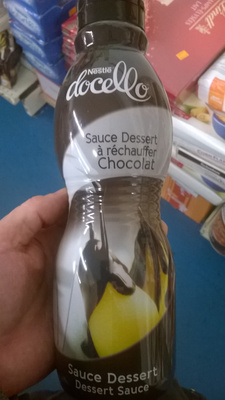 Nestlé
docello
Sauce Dessert
à réchauffer
Chocolat
Sauce Dessert
Dessert Sauce